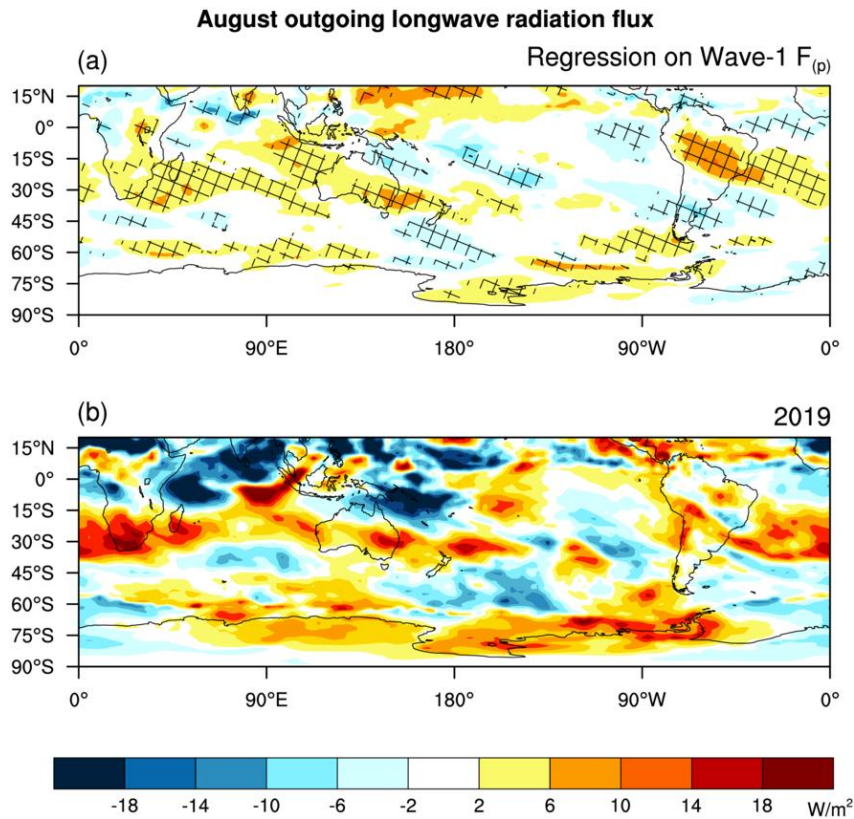 August outgoing longwave radiation flux
(a)
Regression on Wave-1 F(p)
15°N
0°
15°S
30°S
45°S
60°S
75°S
90°S
0°
90°E
180°
90°W
0°
(b)
2019
15°N
0°
15°S
30°S
45°S
60°S
75°S
90°S
0°
90°E
180°
90°W
0°
-18
-14
-10
-6
-2
2
6
10
14
18
W/m²